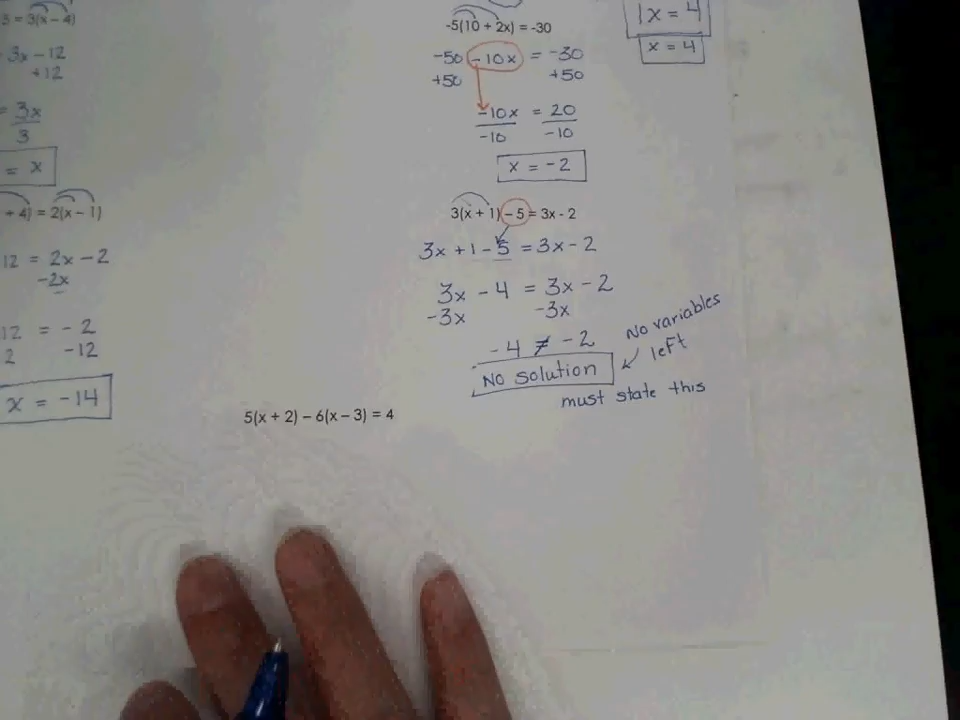 5 = 3(x - 4)
3x - 12
+12
= 3x
3
= x
+ 4) = 2(x - 1)
12 = 2x - 2
-2x
12 = - 2
2 -12
x = -14
-5(10 + 2x) = -30
-50 - 10x = -30
+50 +50
-10x = 20
-10 -10
x = -2
1x = 4
x = 4
3(x + 1) - 5 = 3x - 2
3x + 1 - 5 = 3x - 2
3x - 4 = 3x - 2
-3x -3x
-4 ≠ -2
No variables
left
No solution
must state this
5(x + 2) - 6(x - 3) = 4